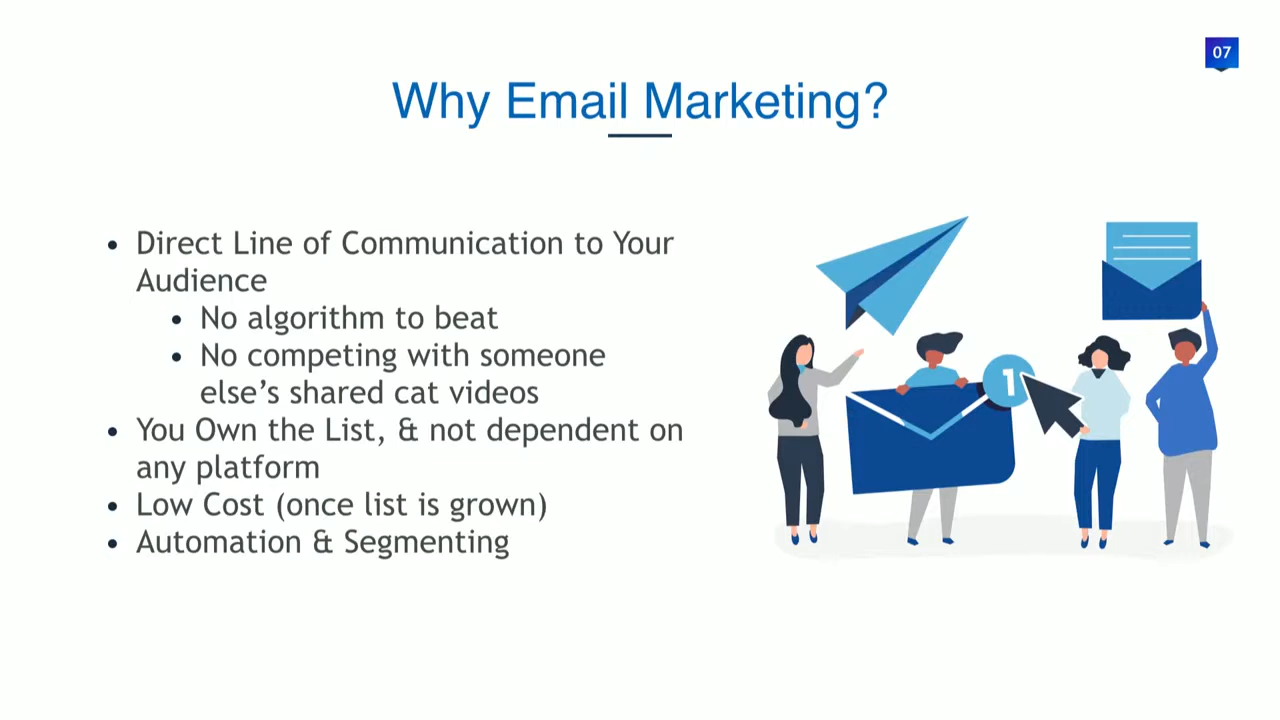 07
Why Email Marketing?
• Direct Line of Communication to Your
Audience
• No algorithm to beat
• No competing with someone
else’s shared cat videos
• You Own the List, & not dependent on
any platform
• Low Cost (once list is grown)
• Automation & Segmenting
1